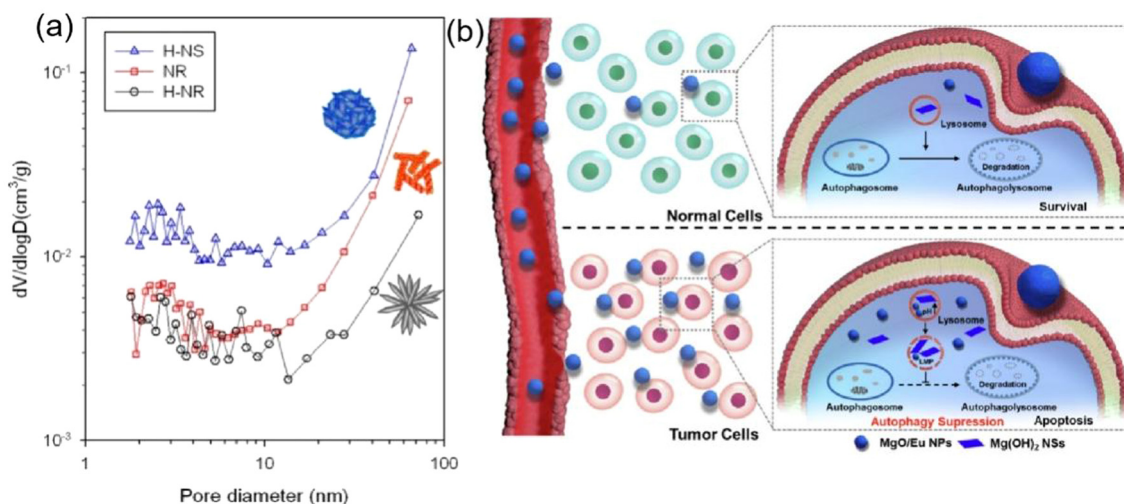 (a)
H-NS
NR
H-NR
10⁻¹
10⁻²
10⁻³
dV/dlogD(cm³/g)
1
10
100
Pore diameter (nm)
(b)
Normal Cells
Lysosome
Degradation
Autophagosome
Autophagolysosome
Survival
Tumor Cells
pH
Lysosome
LMP
Degradation
Autophagosome
Autophagolysosome
Autophagy Supression
Apoptosis
MgO/Eu NPs
Mg(OH)₂ NSs